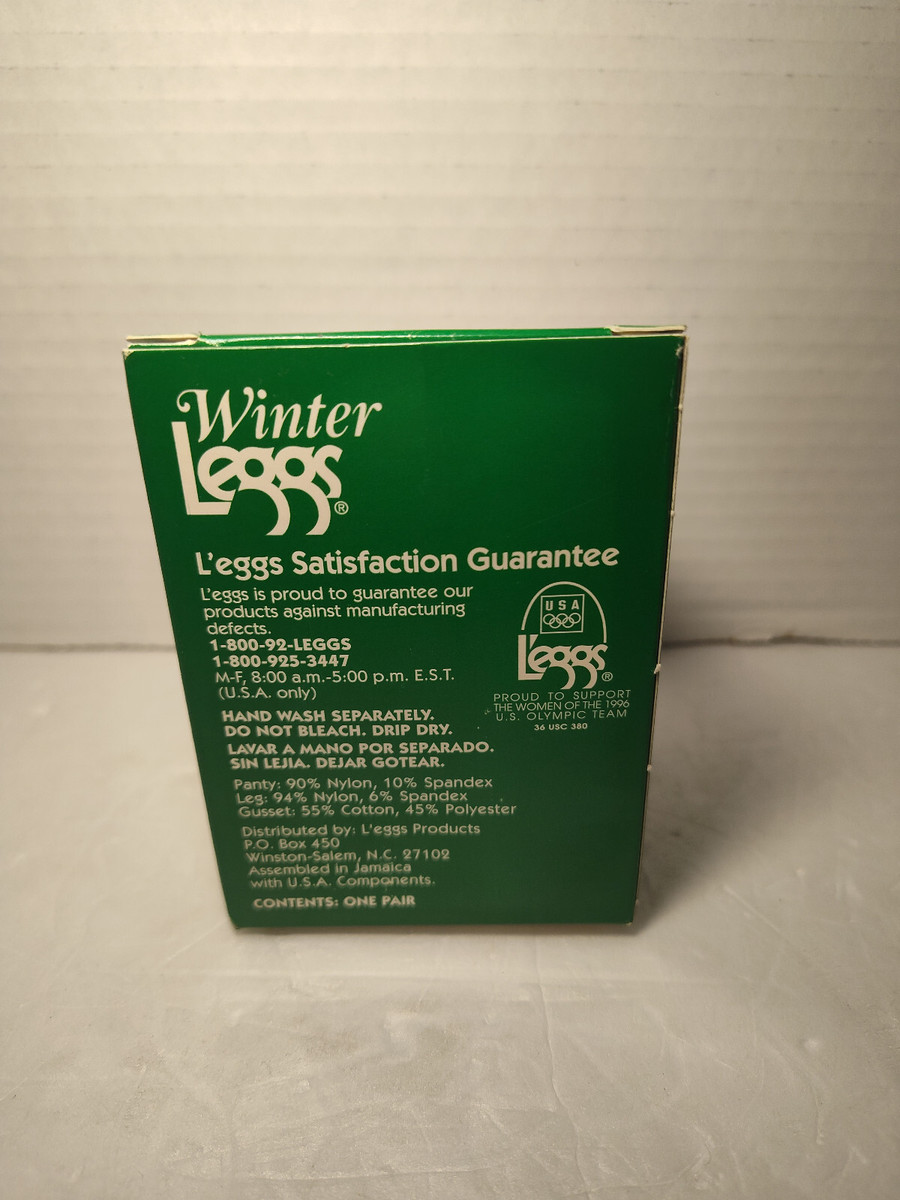 Winter
L'eggs®
L'eggs Satisfaction Guarantee
L'eggs is proud to guarantee our
products against manufacturing
defects.
1-800-92-LEGGS
1-800-925-3447
M-F, 8:00 a.m.-5:00 p.m. E.S.T.
(U.S.A. only)
USA
L'eggs®
PROUD TO SUPPORT
THE WOMEN OF THE 1996
U.S. OLYMPIC TEAM
36 USC 380
HAND WASH SEPARATELY.
DO NOT BLEACH. DRIP DRY.
LAVAR A MANO POR SEPARADO.
SIN LEJIA. DEJAR GOTEAR.
Panty: 90% Nylon, 10% Spandex
Leg: 94% Nylon, 6% Spandex
Gusset: 55% Cotton, 45% Polyester
Distributed by: L'eggs Products
P.O. Box 450
Winston-Salem, N.C. 27102
Assembled in Jamaica
with U.S.A. Components.
CONTENTS: ONE PAIR